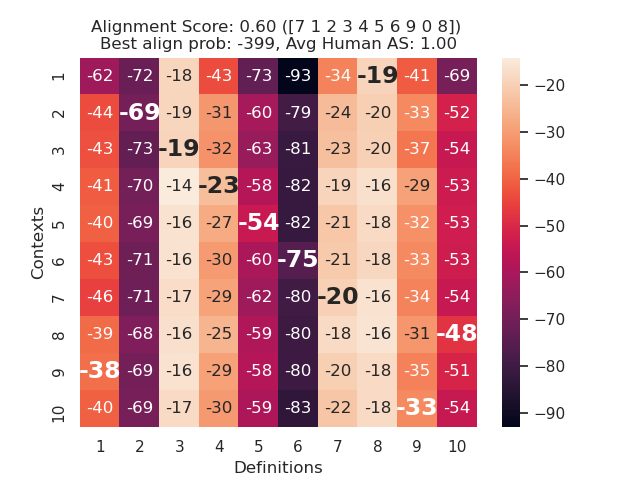 Alignment Score: 0.60 ([7 1 2 3 4 5 6 9 0 8])
Best align prob: -399, Avg Human AS: 1.00
Contexts
1 -62 -72 -18 -43 -73 -93 -34 -19 -41 -69
2 -44 -69 -19 -31 -60 -79 -24 -20 -33 -52
3 -43 -73 -19 -32 -63 -81 -23 -20 -37 -54
4 -41 -70 -14 -23 -58 -82 -19 -16 -29 -53
5 -40 -69 -16 -27 -54 -82 -21 -18 -32 -53
6 -43 -71 -16 -30 -60 -75 -21 -18 -33 -53
7 -46 -71 -17 -29 -62 -80 -20 -16 -34 -54
8 -39 -68 -16 -25 -59 -80 -18 -16 -31 -48
9 -38 -69 -16 -29 -58 -80 -20 -18 -35 -51
10 -40 -69 -17 -30 -59 -83 -22 -18 -33 -54
1 2 3 4 5 6 7 8 9 10
Definitions
−20
−30
−40
−50
−60
−70
−80
−90